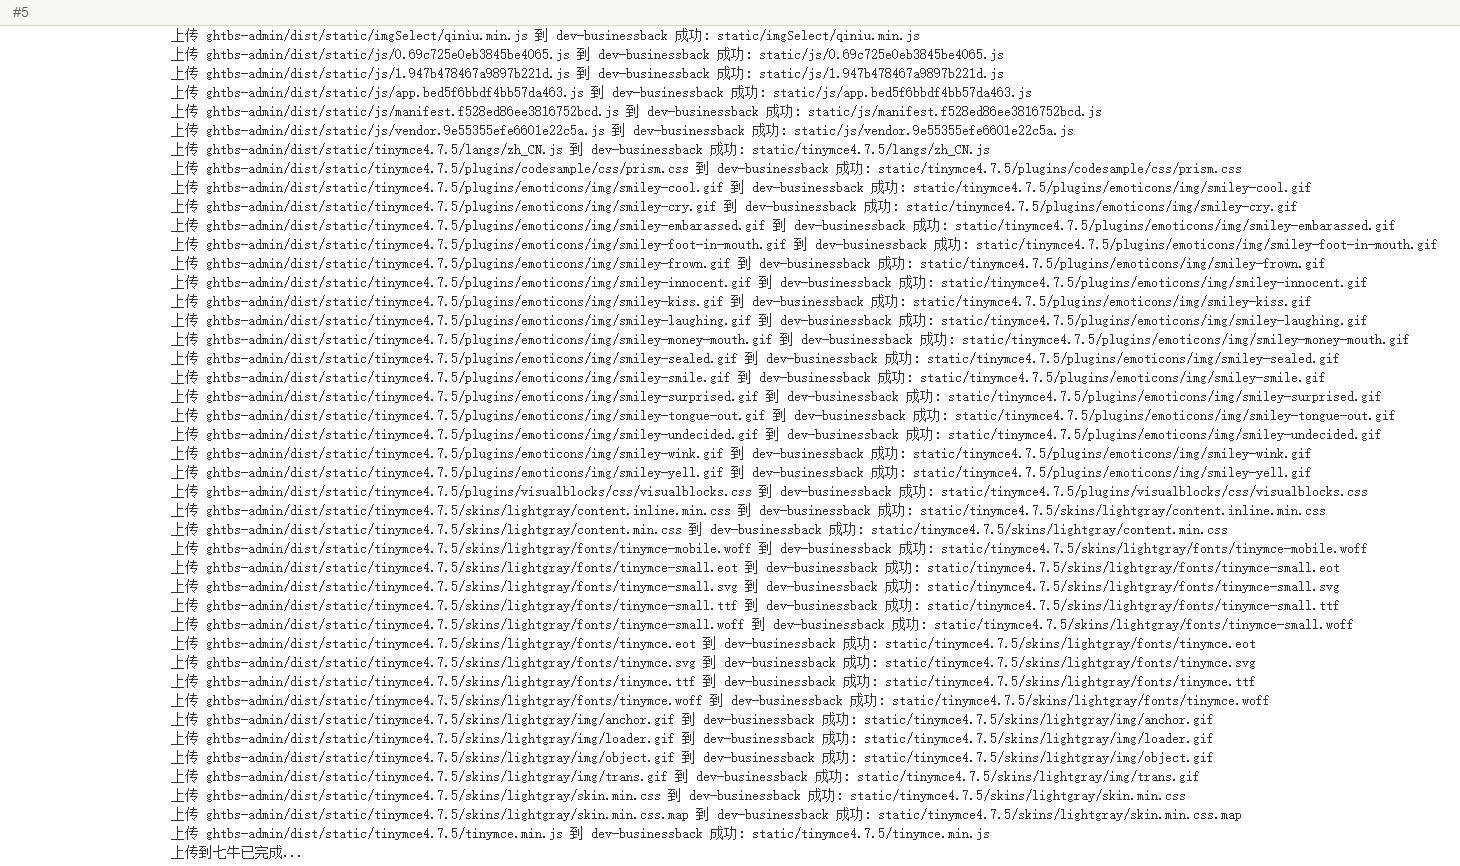 #5
上传 ghtbs-admin/dist/static/imgSelect/qiniu.min.js 到 dev-businessback 成功: static/imgSelect/qiniu.min.js
上传 ghtbs-admin/dist/static/js/0.69c725e0eb3845be4065.js 到 dev-businessback 成功: static/js/0.69c725e0eb3845be4065.js
上传 ghtbs-admin/dist/static/js/1.947b478467a9897b221d.js 到 dev-businessback 成功: static/js/1.947b478467a9897b221d.js
上传 ghtbs-admin/dist/static/js/app.bed5f6bbdf4bb57da463.js 到 dev-businessback 成功: static/js/app.bed5f6bbdf4bb57da463.js
上传 ghtbs-admin/dist/static/js/manifest.f528ed86ee3816752bcd.js 到 dev-businessback 成功: static/js/manifest.f528ed86ee3816752bcd.js
上传 ghtbs-admin/dist/static/js/vendor.9e55355efe6601e22c5a.js 到 dev-businessback 成功: static/js/vendor.9e55355efe6601e22c5a.js
上传 ghtbs-admin/dist/static/tinymce4.7.5/langs/zh_CN.js 到 dev-businessback 成功: static/tinymce4.7.5/langs/zh_CN.js
上传 ghtbs-admin/dist/static/tinymce4.7.5/plugins/codesample/css/prism.css 到 dev-businessback 成功: static/tinymce4.7.5/plugins/codesample/css/prism.css
上传 ghtbs-admin/dist/static/tinymce4.7.5/plugins/emoticons/img/smiley-cool.gif 到 dev-businessback 成功: static/tinymce4.7.5/plugins/emoticons/img/smiley-cool.gif
上传 ghtbs-admin/dist/static/tinymce4.7.5/plugins/emoticons/img/smiley-cry.gif 到 dev-businessback 成功: static/tinymce4.7.5/plugins/emoticons/img/smiley-cry.gif
上传 ghtbs-admin/dist/static/tinymce4.7.5/plugins/emoticons/img/smiley-embarassed.gif 到 dev-businessback 成功: static/tinymce4.7.5/plugins/emoticons/img/smiley-embarassed.gif
上传 ghtbs-admin/dist/static/tinymce4.7.5/plugins/emoticons/img/smiley-foot-in-mouth.gif 到 dev-businessback 成功: static/tinymce4.7.5/plugins/emoticons/img/smiley-foot-in-mouth.gif
上传 ghtbs-admin/dist/static/tinymce4.7.5/plugins/emoticons/img/smiley-frown.gif 到 dev-businessback 成功: static/tinymce4.7.5/plugins/emoticons/img/smiley-frown.gif
上传 ghtbs-admin/dist/static/tinymce4.7.5/plugins/emoticons/img/smiley-innocent.gif 到 dev-businessback 成功: static/tinymce4.7.5/plugins/emoticons/img/smiley-innocent.gif
上传 ghtbs-admin/dist/static/tinymce4.7.5/plugins/emoticons/img/smiley-kiss.gif 到 dev-businessback 成功: static/tinymce4.7.5/plugins/emoticons/img/smiley-kiss.gif
上传 ghtbs-admin/dist/static/tinymce4.7.5/plugins/emoticons/img/smiley-laughing.gif 到 dev-businessback 成功: static/tinymce4.7.5/plugins/emoticons/img/smiley-laughing.gif
上传 ghtbs-admin/dist/static/tinymce4.7.5/plugins/emoticons/img/smiley-money-mouth.gif 到 dev-businessback 成功: static/tinymce4.7.5/plugins/emoticons/img/smiley-money-mouth.gif
上传 ghtbs-admin/dist/static/tinymce4.7.5/plugins/emoticons/img/smiley-sealed.gif 到 dev-businessback 成功: static/tinymce4.7.5/plugins/emoticons/img/smiley-sealed.gif
上传 ghtbs-admin/dist/static/tinymce4.7.5/plugins/emoticons/img/smiley-smile.gif 到 dev-businessback 成功: static/tinymce4.7.5/plugins/emoticons/img/smiley-smile.gif
上传 ghtbs-admin/dist/static/tinymce4.7.5/plugins/emoticons/img/smiley-surprised.gif 到 dev-businessback 成功: static/tinymce4.7.5/plugins/emoticons/img/smiley-surprised.gif
上传 ghtbs-admin/dist/static/tinymce4.7.5/plugins/emoticons/img/smiley-tongue-out.gif 到 dev-businessback 成功: static/tinymce4.7.5/plugins/emoticons/img/smiley-tongue-out.gif
上传 ghtbs-admin/dist/static/tinymce4.7.5/plugins/emoticons/img/smiley-undecided.gif 到 dev-businessback 成功: static/tinymce4.7.5/plugins/emoticons/img/smiley-undecided.gif
上传 ghtbs-admin/dist/static/tinymce4.7.5/plugins/emoticons/img/smiley-wink.gif 到 dev-businessback 成功: static/tinymce4.7.5/plugins/emoticons/img/smiley-wink.gif
上传 ghtbs-admin/dist/static/tinymce4.7.5/plugins/emoticons/img/smiley-yell.gif 到 dev-businessback 成功: static/tinymce4.7.5/plugins/emoticons/img/smiley-yell.gif
上传 ghtbs-admin/dist/static/tinymce4.7.5/plugins/visualblocks/css/visualblocks.css 到 dev-businessback 成功: static/tinymce4.7.5/plugins/visualblocks/css/visualblocks.css
上传 ghtbs-admin/dist/static/tinymce4.7.5/skins/lightgray/content.inline.min.css 到 dev-businessback 成功: static/tinymce4.7.5/skins/lightgray/content.inline.min.css
上传 ghtbs-admin/dist/static/tinymce4.7.5/skins/lightgray/content.min.css 到 dev-businessback 成功: static/tinymce4.7.5/skins/lightgray/content.min.css
上传 ghtbs-admin/dist/static/tinymce4.7.5/skins/lightgray/fonts/tinymce-mobile.woff 到 dev-businessback 成功: static/tinymce4.7.5/skins/lightgray/fonts/tinymce-mobile.woff
上传 ghtbs-admin/dist/static/tinymce4.7.5/skins/lightgray/fonts/tinymce-small.eot 到 dev-businessback 成功: static/tinymce4.7.5/skins/lightgray/fonts/tinymce-small.eot
上传 ghtbs-admin/dist/static/tinymce4.7.5/skins/lightgray/fonts/tinymce-small.svg 到 dev-businessback 成功: static/tinymce4.7.5/skins/lightgray/fonts/tinymce-small.svg
上传 ghtbs-admin/dist/static/tinymce4.7.5/skins/lightgray/fonts/tinymce-small.ttf 到 dev-businessback 成功: static/tinymce4.7.5/skins/lightgray/fonts/tinymce-small.ttf
上传 ghtbs-admin/dist/static/tinymce4.7.5/skins/lightgray/fonts/tinymce-small.woff 到 dev-businessback 成功: static/tinymce4.7.5/skins/lightgray/fonts/tinymce-small.woff
上传 ghtbs-admin/dist/static/tinymce4.7.5/skins/lightgray/fonts/tinymce.eot 到 dev-businessback 成功: static/tinymce4.7.5/skins/lightgray/fonts/tinymce.eot
上传 ghtbs-admin/dist/static/tinymce4.7.5/skins/lightgray/fonts/tinymce.svg 到 dev-businessback 成功: static/tinymce4.7.5/skins/lightgray/fonts/tinymce.svg
上传 ghtbs-admin/dist/static/tinymce4.7.5/skins/lightgray/fonts/tinymce.ttf 到 dev-businessback 成功: static/tinymce4.7.5/skins/lightgray/fonts/tinymce.ttf
上传 ghtbs-admin/dist/static/tinymce4.7.5/skins/lightgray/fonts/tinymce.woff 到 dev-businessback 成功: static/tinymce4.7.5/skins/lightgray/fonts/tinymce.woff
上传 ghtbs-admin/dist/static/tinymce4.7.5/skins/lightgray/img/anchor.gif 到 dev-businessback 成功: static/tinymce4.7.5/skins/lightgray/img/anchor.gif
上传 ghtbs-admin/dist/static/tinymce4.7.5/skins/lightgray/img/loader.gif 到 dev-businessback 成功: static/tinymce4.7.5/skins/lightgray/img/loader.gif
上传 ghtbs-admin/dist/static/tinymce4.7.5/skins/lightgray/img/object.gif 到 dev-businessback 成功: static/tinymce4.7.5/skins/lightgray/img/object.gif
上传 ghtbs-admin/dist/static/tinymce4.7.5/skins/lightgray/img/trans.gif 到 dev-businessback 成功: static/tinymce4.7.5/skins/lightgray/img/trans.gif
上传 ghtbs-admin/dist/static/tinymce4.7.5/skins/lightgray/skin.min.css 到 dev-businessback 成功: static/tinymce4.7.5/skins/lightgray/skin.min.css
上传 ghtbs-admin/dist/static/tinymce4.7.5/skins/lightgray/skin.min.css.map 到 dev-businessback 成功: static/tinymce4.7.5/skins/lightgray/skin.min.css.map
上传 ghtbs-admin/dist/static/tinymce4.7.5/tinymce.min.js 到 dev-businessback 成功: static/tinymce4.7.5/tinymce.min.js
上传到七牛已完成...